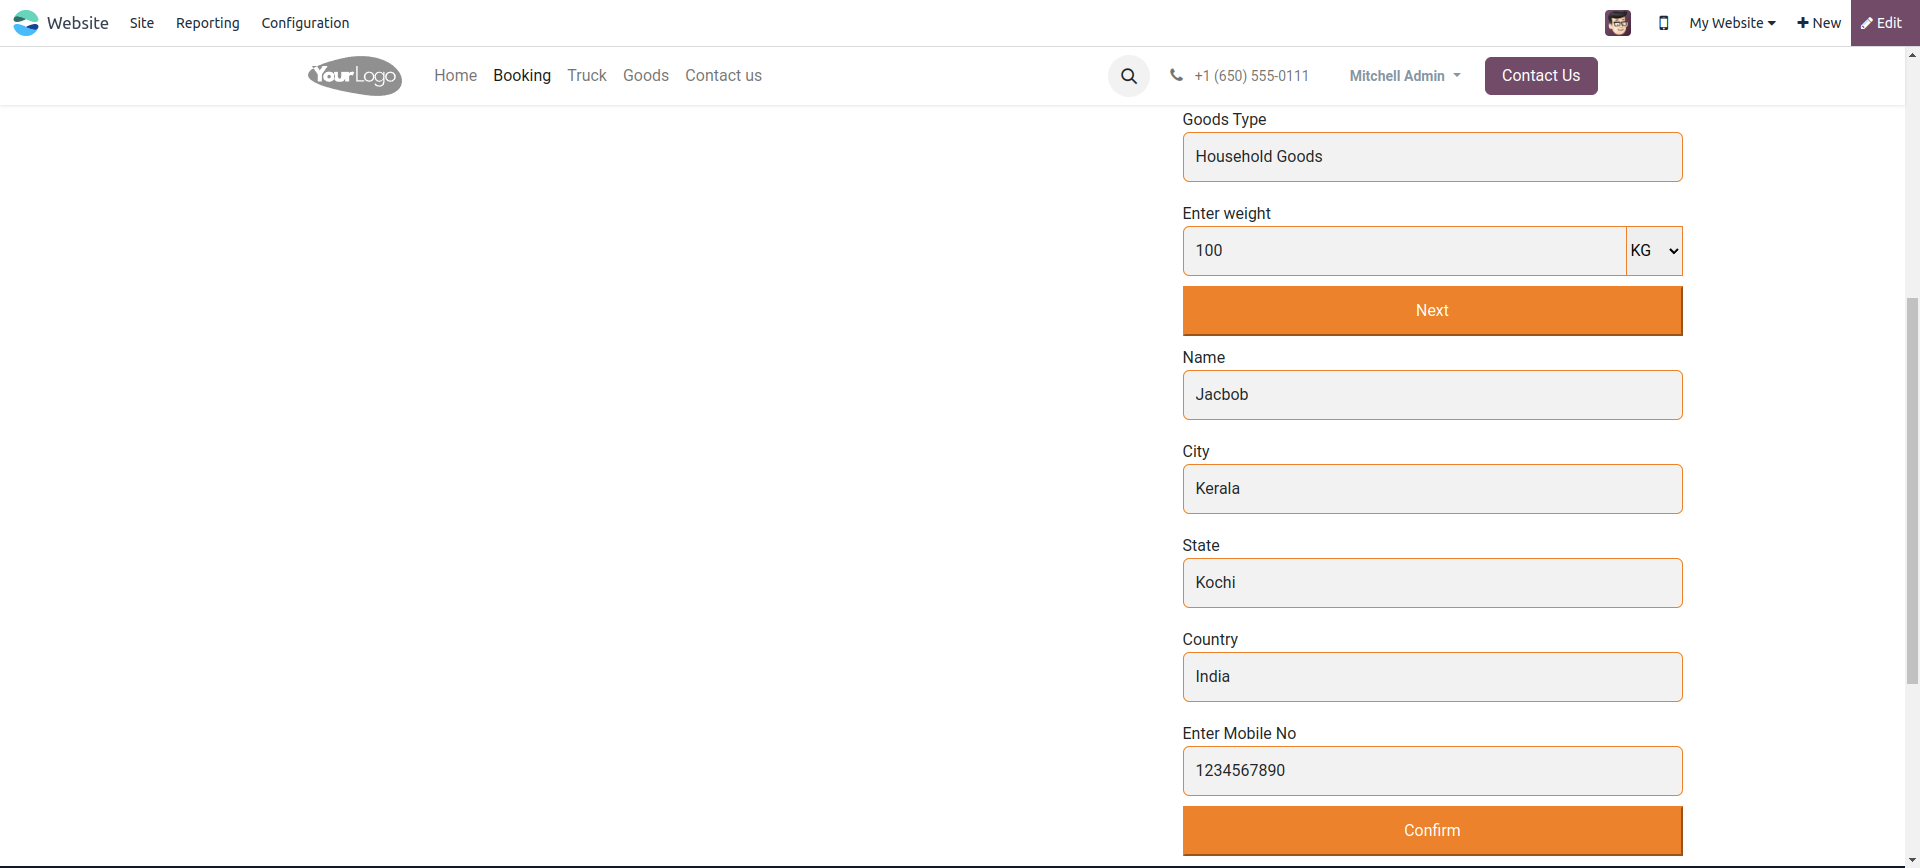 Website Site Reporting Configuration My Website New Edit
YourLogo Home Booking Truck Goods Contact us +1 (650) 555-0111 Mitchell Admin Contact Us
Goods Type
Household Goods
Enter weight
100 KG
Next
Name
Jacbob
City
Kerala
State
Kochi
Country
India
Enter Mobile No
1234567890
Confirm